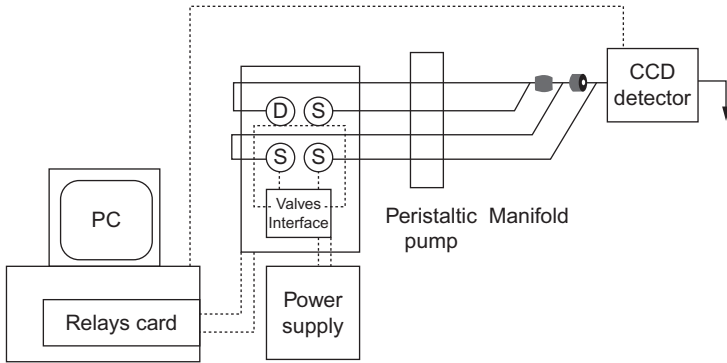 CCD
detector
D S
S S
Valves
Interface
PC
Peristaltic Manifold
pump
Power
supply
Relays card